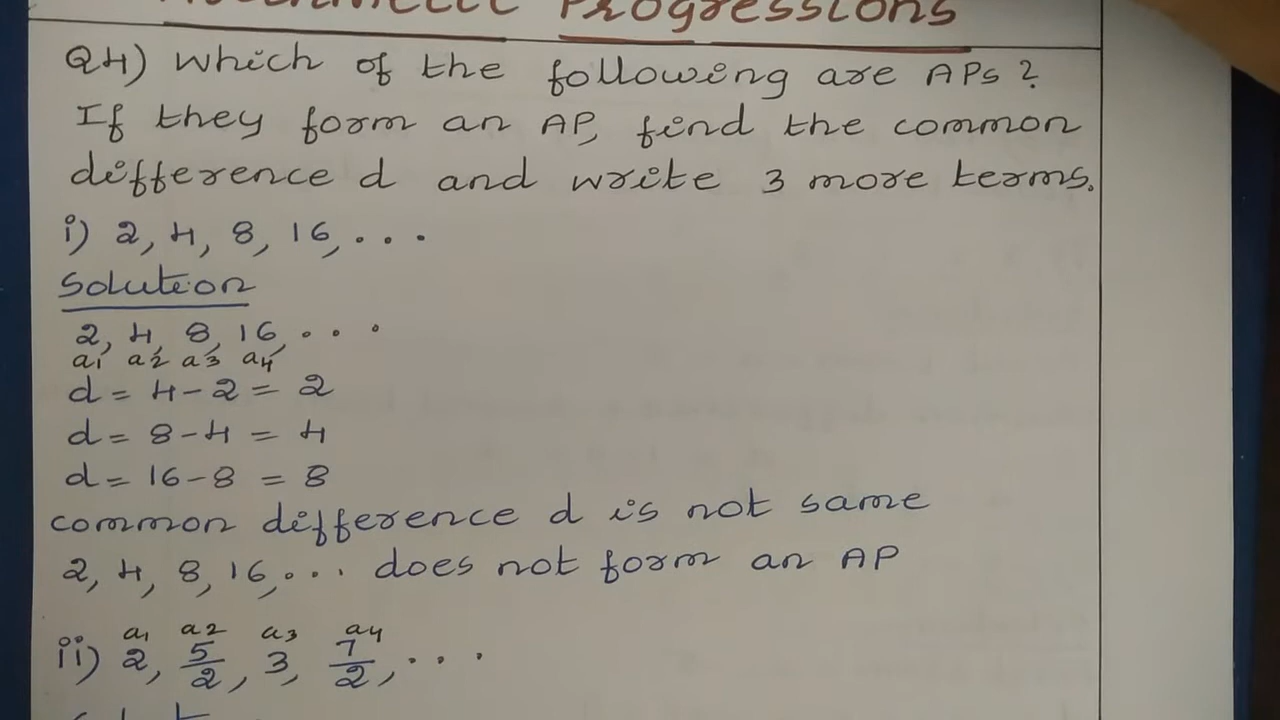 Progressions
Q4) Which of the following are APs?
If they form an AP, find the common
difference d and write 3 more terms.
i) 2, 4, 8, 16, ...
Solution
2, 4, 8, 16, ...
a1 a2 a3 a4
d = 4 - 2 = 2
d = 8 - 4 = 4
d = 16 - 8 = 8
common difference d is not same
2, 4, 8, 16, ... does not form an AP
a1 a2 a3 a4
ii) 2, 5/2, 3, 7/2, ...